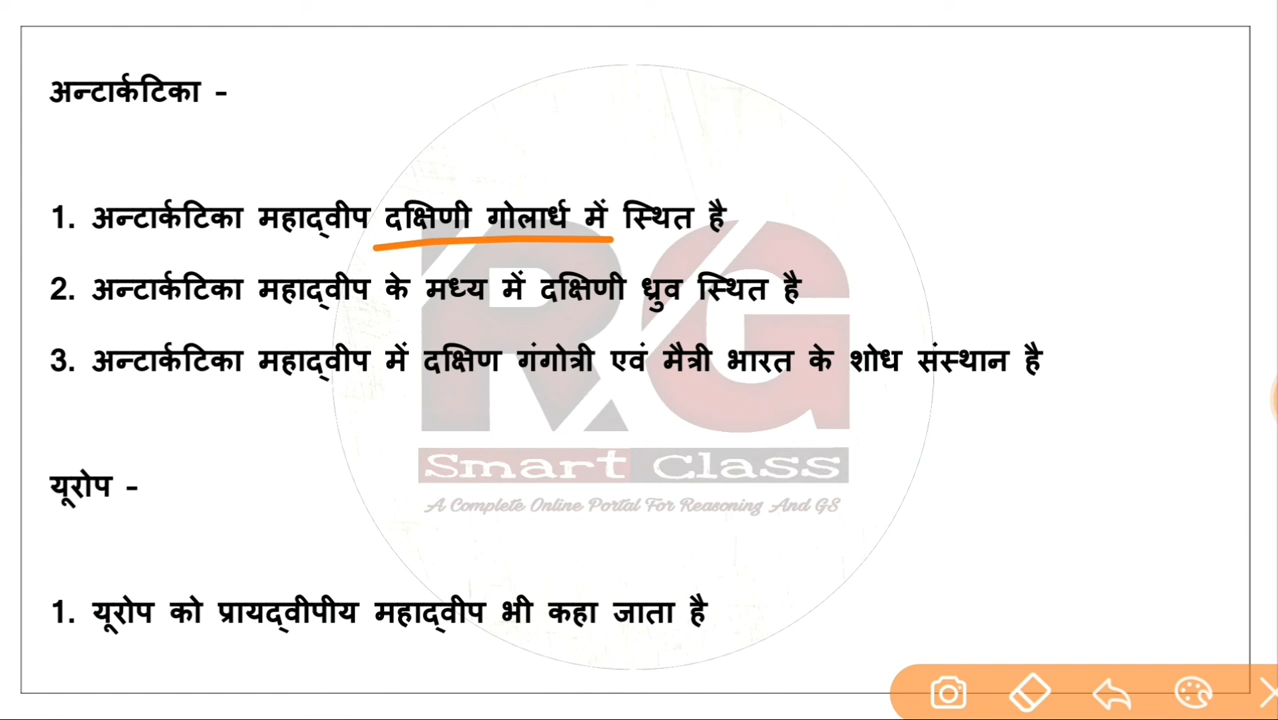 अन्टार्कटिका -
1. अन्टार्कटिका महाद्वीप दक्षिणी गोलार्ध में स्थित है
2. अन्टार्कटिका महाद्वीप के मध्य में दक्षिणी ध्रुव स्थित है
3. अन्टार्कटिका महाद्वीप में दक्षिण गंगोत्री एवं मैत्री भारत के शोध संस्थान है
RG
Smart Class
A Complete Online Portal For Reasoning And GS
यूरोप -
1. यूरोप को प्रायद्वीपीय महाद्वीप भी कहा जाता है